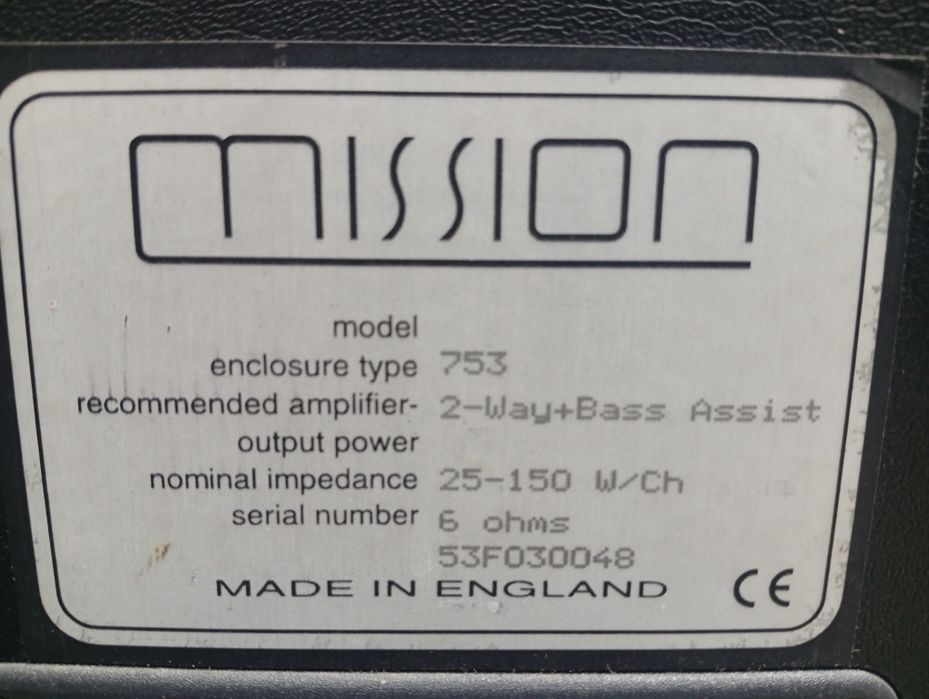 mission
model
enclosure type 753
recommended amplifier- 2-Way+Bass Assist
output power
nominal impedance 25-150 W/Ch
serial number 6 ohms
53F030048
MADE IN ENGLAND CE